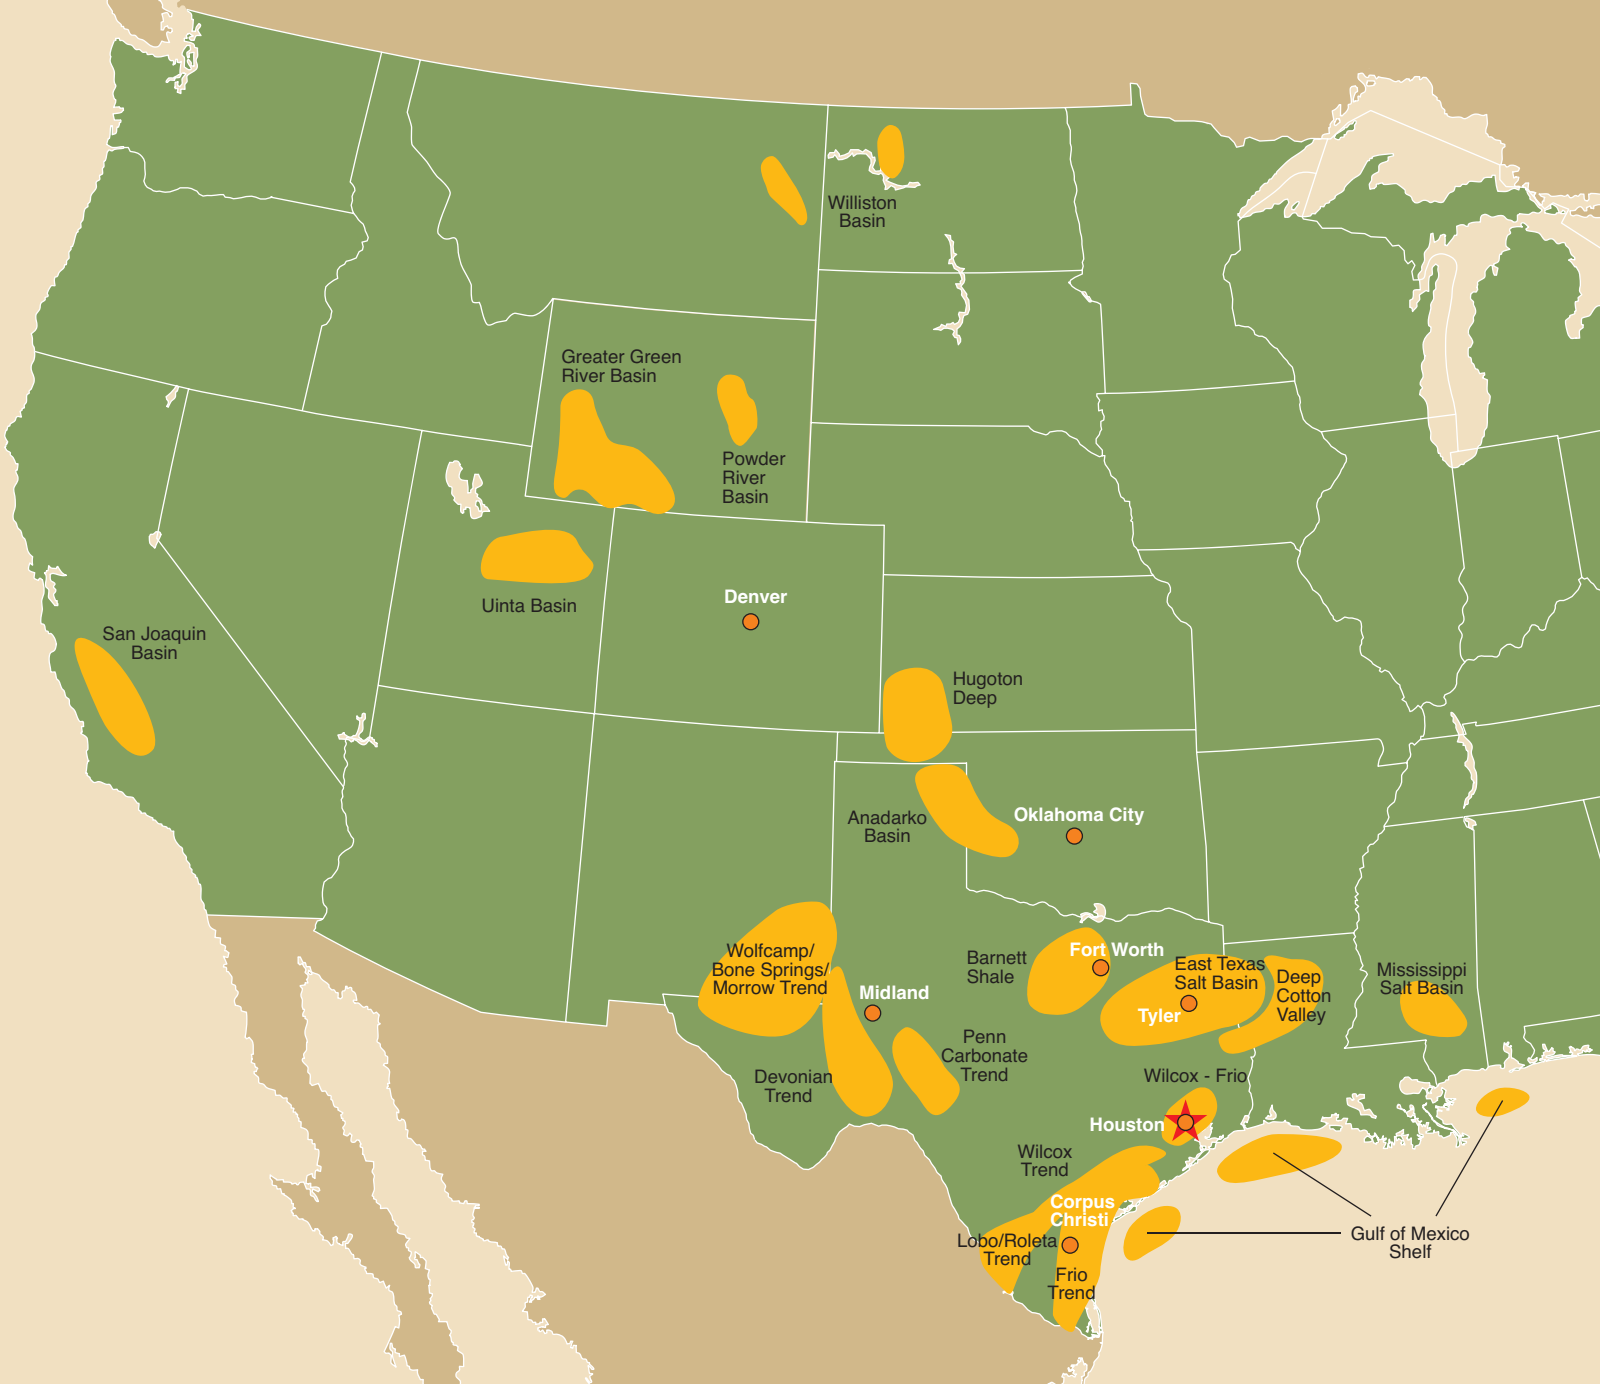 Williston
Basin
Greater Green
River Basin
Powder
River
Basin
Denver
Uinta Basin
San Joaquin
Basin
Hugoton
Deep
Anadarko
Basin
Oklahoma City
Wolfcamp/
Bone Springs/
Morrow Trend
Midland
Barnett
Shale
Fort Worth
East Texas
Salt Basin
Tyler
Deep
Cotton
Valley
Mississippi
Salt Basin
Penn
Carbonate
Trend
Devonian
Trend
Wilcox - Frio
Houston
Wilcox
Trend
Corpus
Christi
Lobo/Roleta
Trend
Frio
Trend
Gulf of Mexico
Shelf